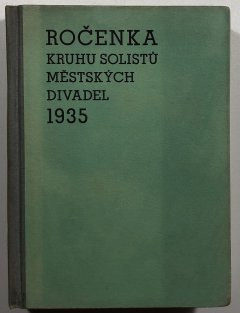 ROČENKA
KRUHU SOLISTŮ
MĚSTSKÝCH
DIVADEL
1935